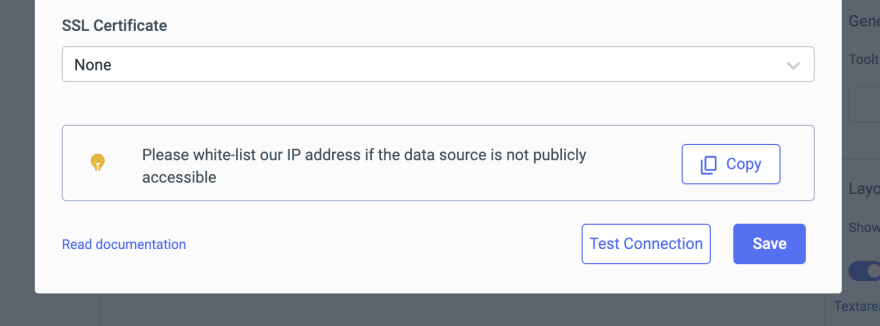 SSL Certificate
None
Please white-list our IP address if the data source is not publicly
accessible
Copy
Read documentation
Test Connection
Save
Gene
Toolt
Layo
Show
Textarea